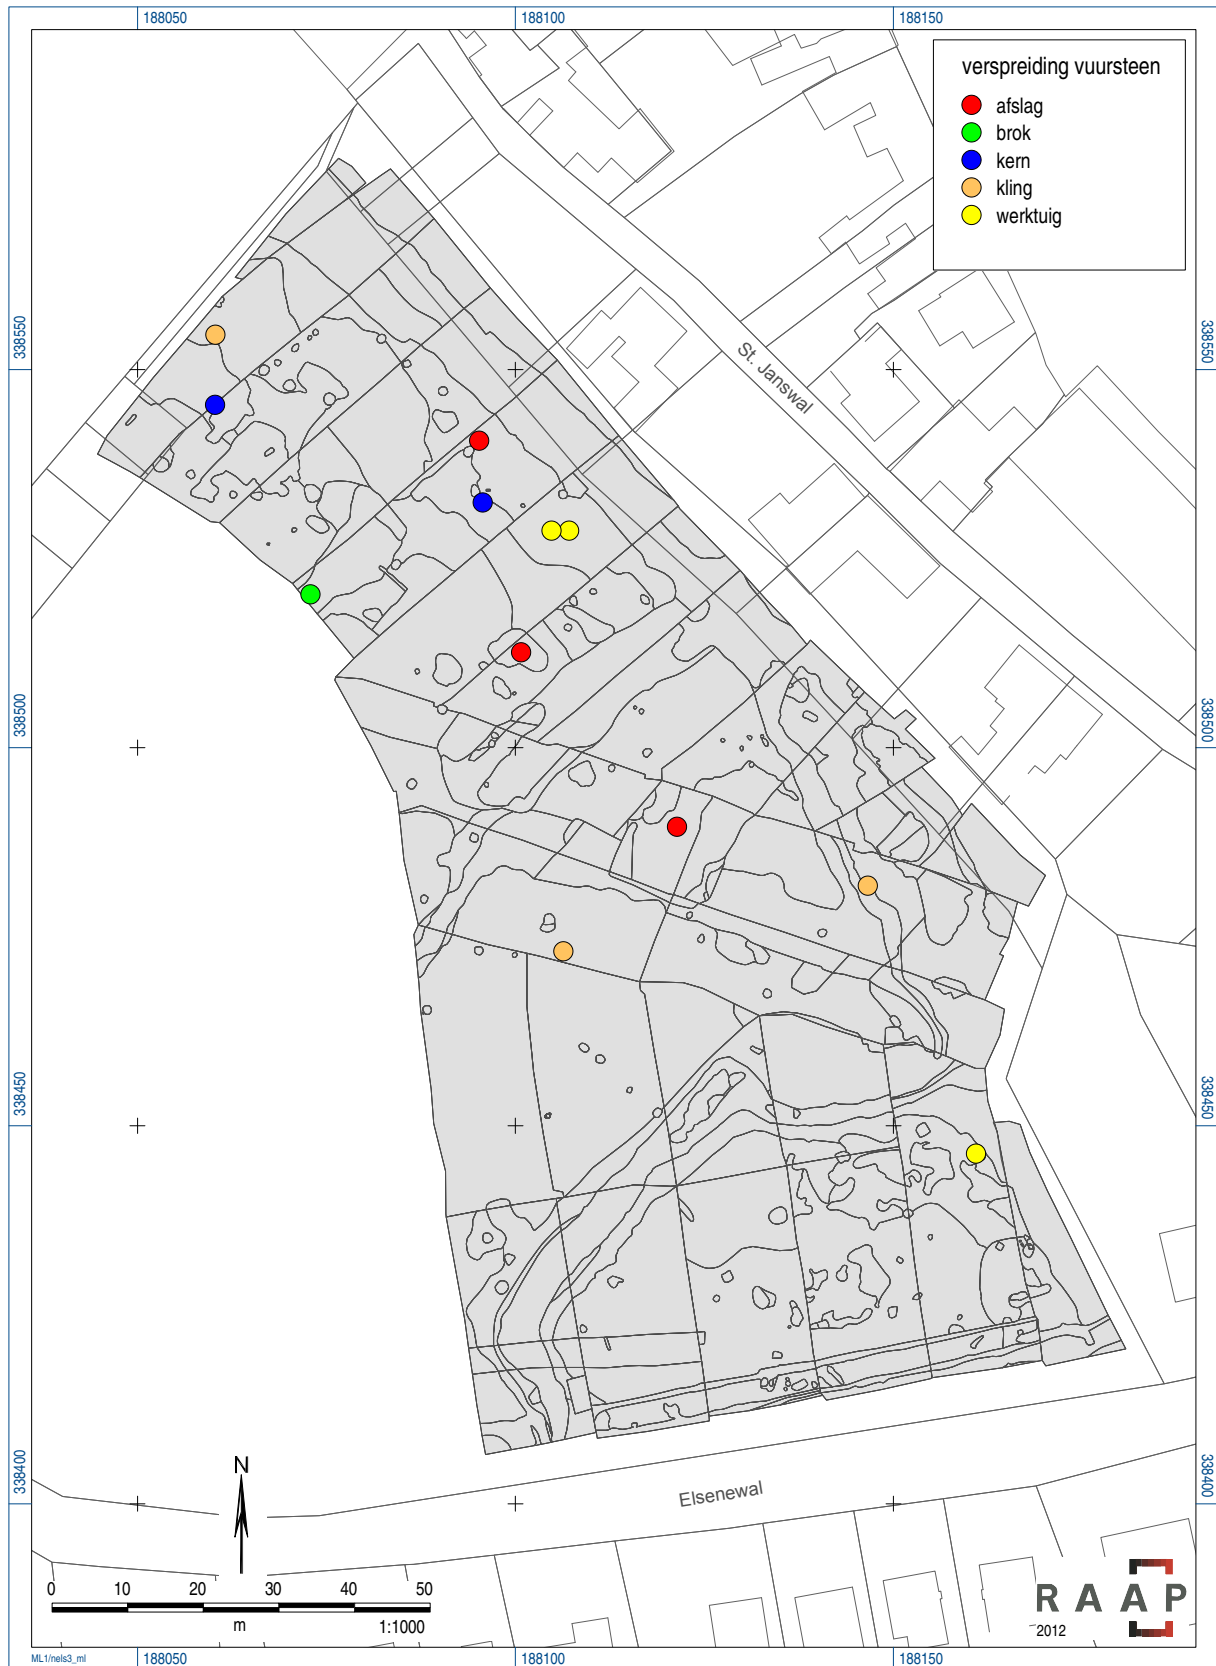 188050 188100 188150
verspreiding vuursteen
afslag
brok
kern
kling
werktuig
338550 338550
St. Janswal
338500 338500
338450 338450
338400 338400
Elsenewal
N
0 10 20 30 40 50
m 1:1000
RAAP
2012
ML1/nels3_ml
188050 188100 188150